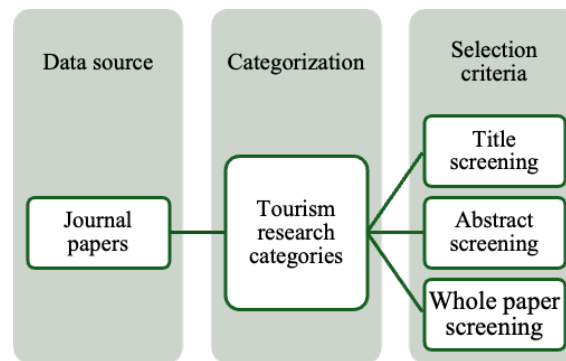 Data source
Categorization
Selection
criteria
Journal
papers
Tourism
research
categories
Title
screening
Abstract
screening
Whole paper
screening